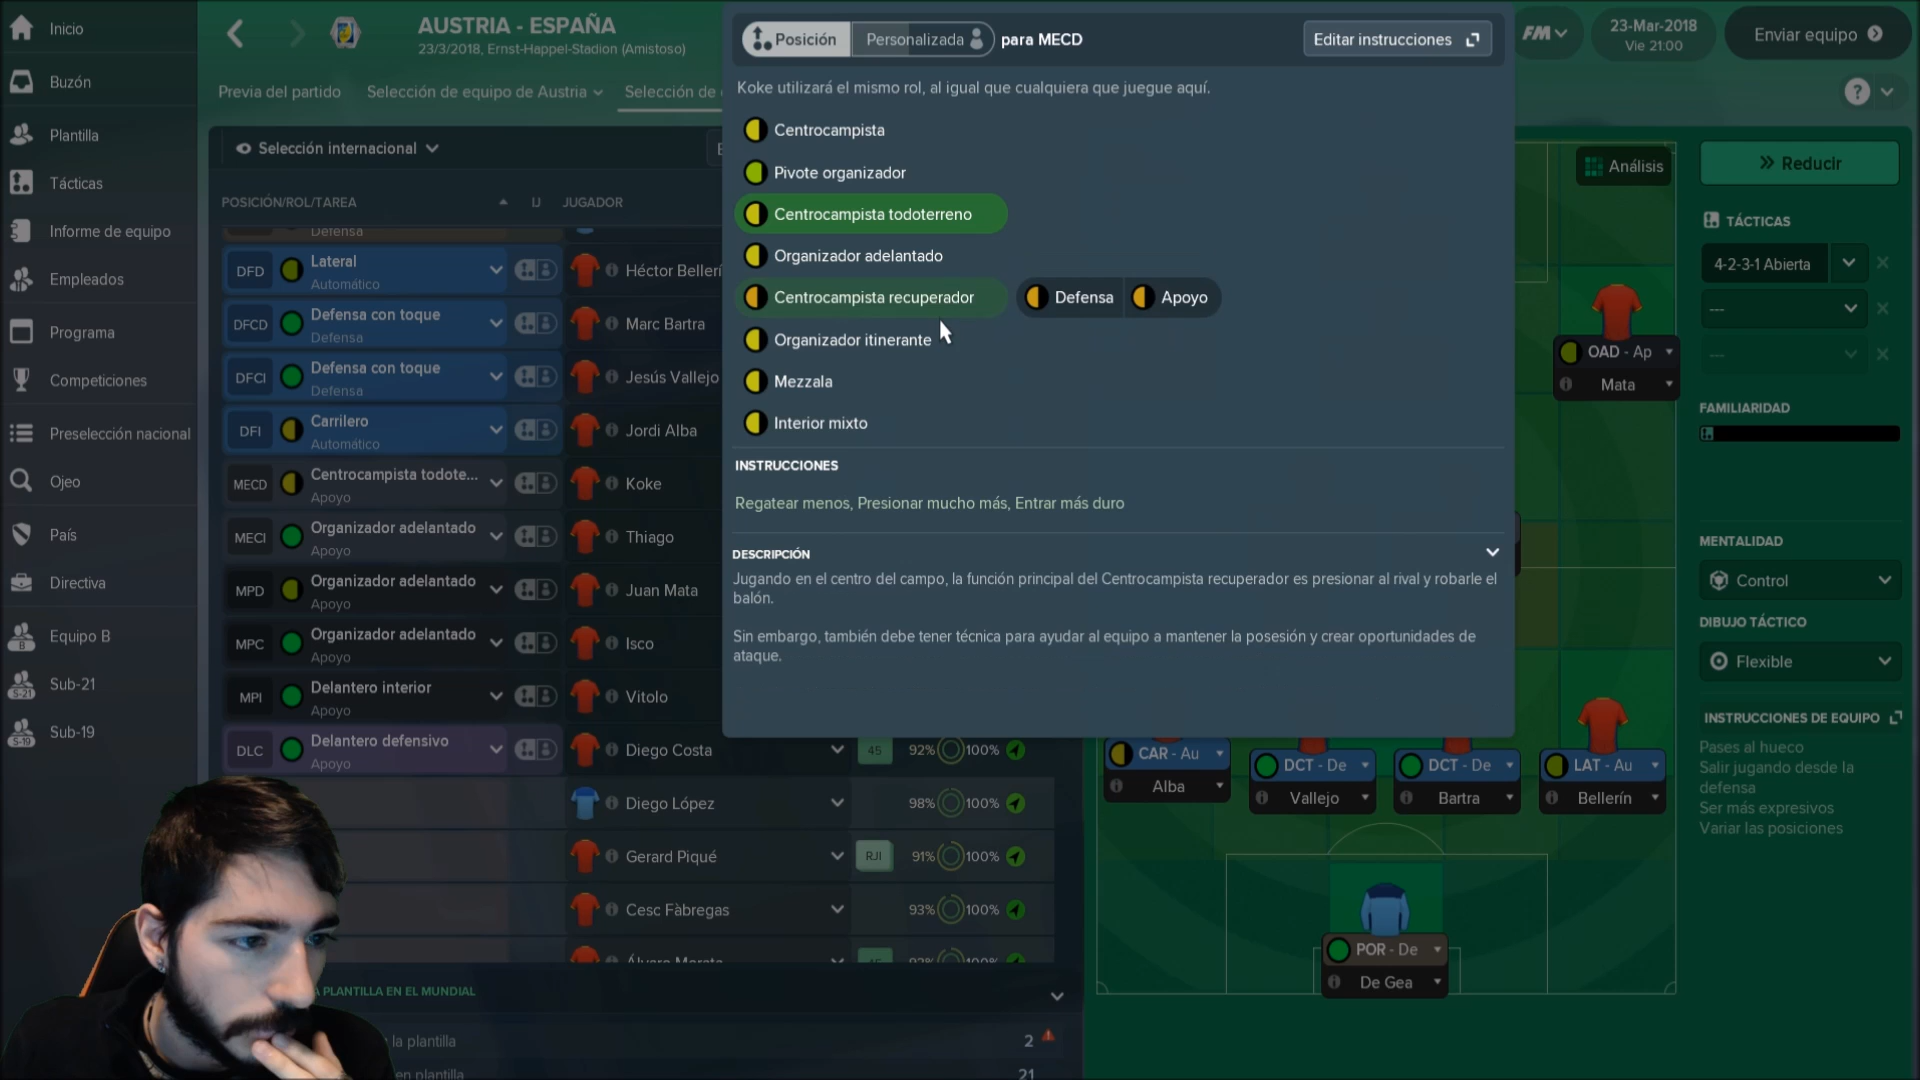 Inicio
Buzón
Plantilla
Tácticas
Informe de equipo
Empleados
Programa
Competiciones
Preselección nacional
Ojeo
País
Directiva
Equipo B
Sub-21
Sub-19
AUSTRIA - ESPAÑA
23/3/2018, Ernst-Happel-Stadion (Amistoso)
Previa del partido
Selección de equipo de Austria
Selección de
Selección internacional
POSICIÓN/ROL/TAREA IJ JUGADOR
Defensa
DFD Lateral Héctor Bellerí
Automático
DFCD Defensa con toque Marc Bartra
Defensa
DFCI Defensa con toque Jesús Vallejo
Defensa
DFI Carrilero Jordi Alba
Automático
MECD Centrocampista todote... Koke
Apoyo
MECI Organizador adelantado Thiago
Apoyo
MPD Organizador adelantado Juan Mata
Apoyo
MPC Organizador adelantado Isco
Apoyo
MPI Delantero interior Vitolo
Apoyo
DLC Delantero defensivo Diego Costa 45 92% 100%
Apoyo
Diego López 98% 100%
Gerard Piqué RJI 91% 100%
Cesc Fàbregas 93% 100%
Álvaro Morata
PLANTILLA EN EL MUNDIAL
la plantilla 2
en plantilla 21
Posición Personalizada para MECD
Editar instrucciones
Koke utilizará el mismo rol, al igual que cualquiera que juegue aquí.
Centrocampista
Pivote organizador
Centrocampista todoterreno
Organizador adelantado
Centrocampista recuperador Defensa Apoyo
Organizador itinerante
Mezzala
Interior mixto
INSTRUCCIONES
Regatear menos, Presionar mucho más, Entrar más duro
DESCRIPCIÓN
Jugando en el centro del campo, la función principal del Centrocampista recuperador es presionar al rival y robarle el
balón.
Sin embargo, también debe tener técnica para ayudar al equipo a mantener la posesión y crear oportunidades de
ataque.
FM
23-Mar-2018
Vie 21:00
Enviar equipo
?
Análisis
OAD - Ap
Mata
CAR - Au
Alba
DCT - De
Vallejo
DCT - De
Bartra
LAT - Au
Bellerín
POR - De
De Gea
Reducir
TÁCTICAS
4-2-3-1 Abierta
---
---
FAMILIARIDAD
MENTALIDAD
Control
DIBUJO TÁCTICO
Flexible
INSTRUCCIONES DE EQUIPO
Pases al hueco
Salir jugando desde la
defensa
Ser más expresivos
Variar las posiciones